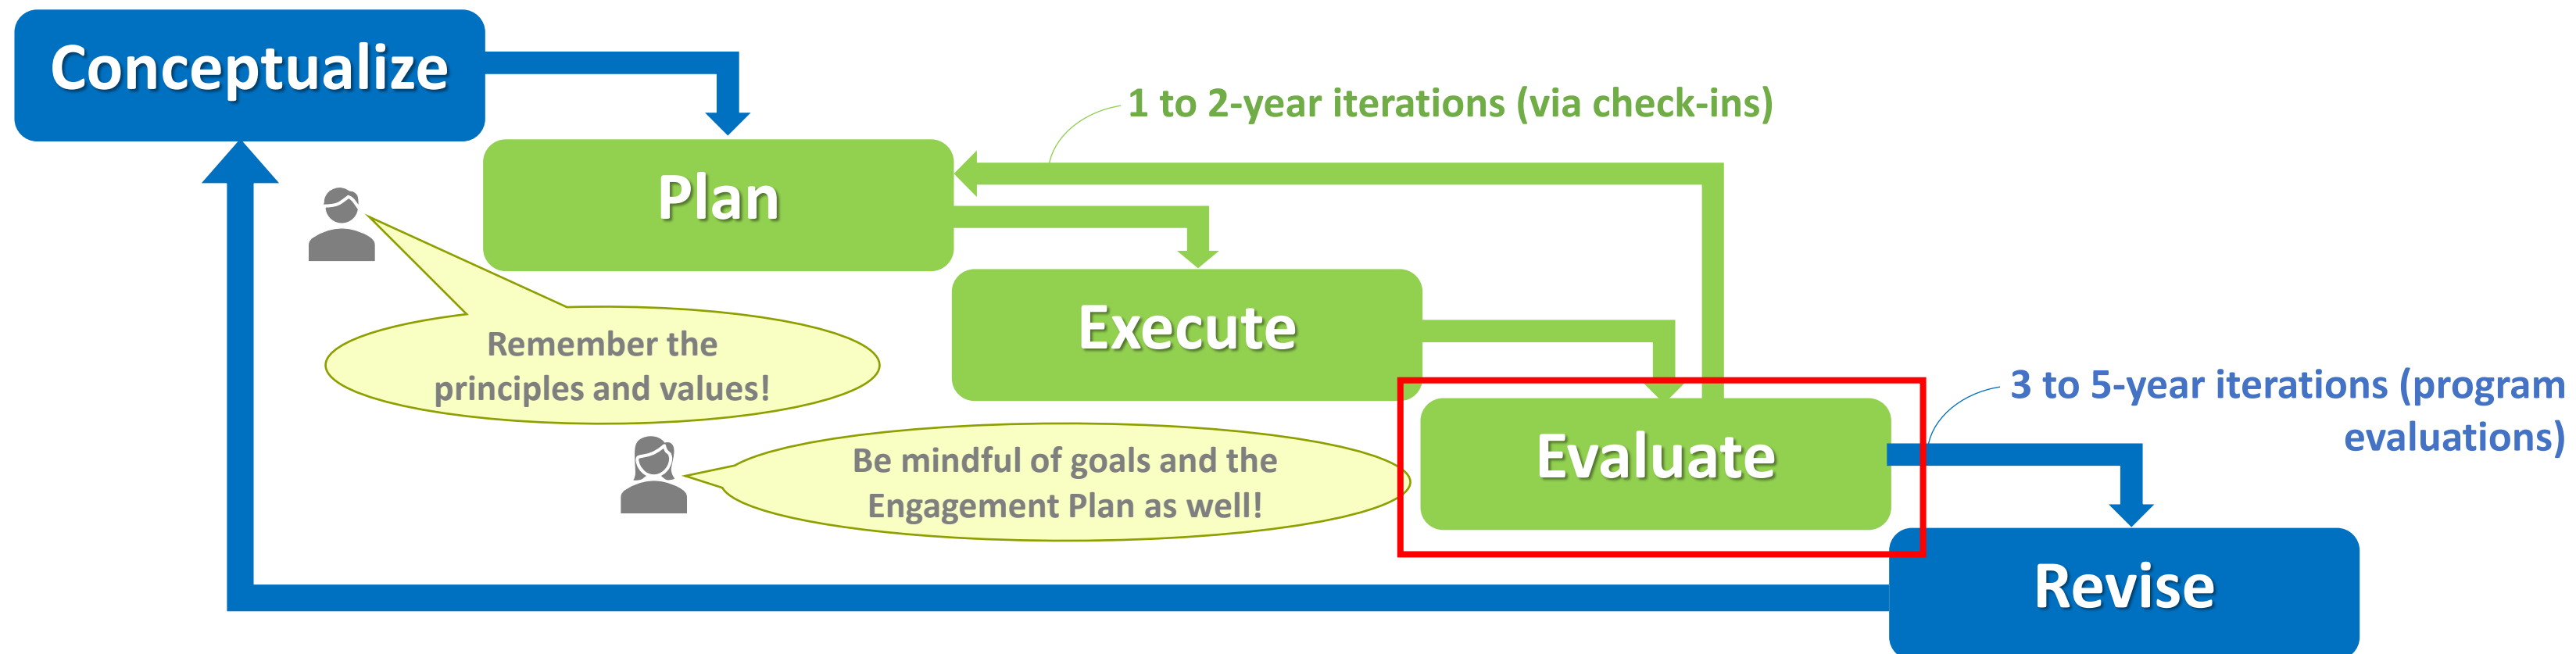 Conceptualize
1 to 2-year iterations (via check-ins)
Plan
Execute
Remember the
principles and values!
3 to 5-year iterations (program
evaluations)
Evaluate
Be mindful of goals and the
Engagement Plan as well!
Revise